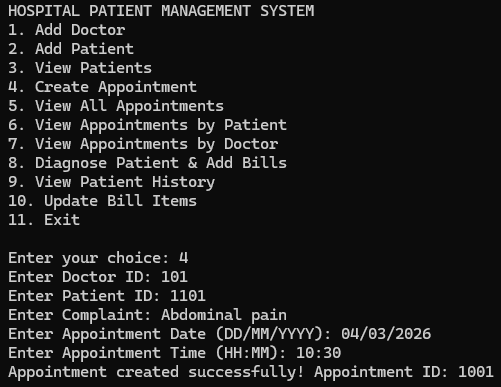 HOSPITAL PATIENT MANAGEMENT SYSTEM
1. Add Doctor
2. Add Patient
3. View Patients
4. Create Appointment
5. View All Appointments
6. View Appointments by Patient
7. View Appointments by Doctor
8. Diagnose Patient & Add Bills
9. View Patient History
10. Update Bill Items
11. Exit
Enter your choice: 4
Enter Doctor ID: 101
Enter Patient ID: 1101
Enter Complaint: Abdominal pain
Enter Appointment Date (DD/MM/YYYY): 04/03/2026
Enter Appointment Time (HH:MM): 10:30
Appointment created successfully! Appointment ID: 1001